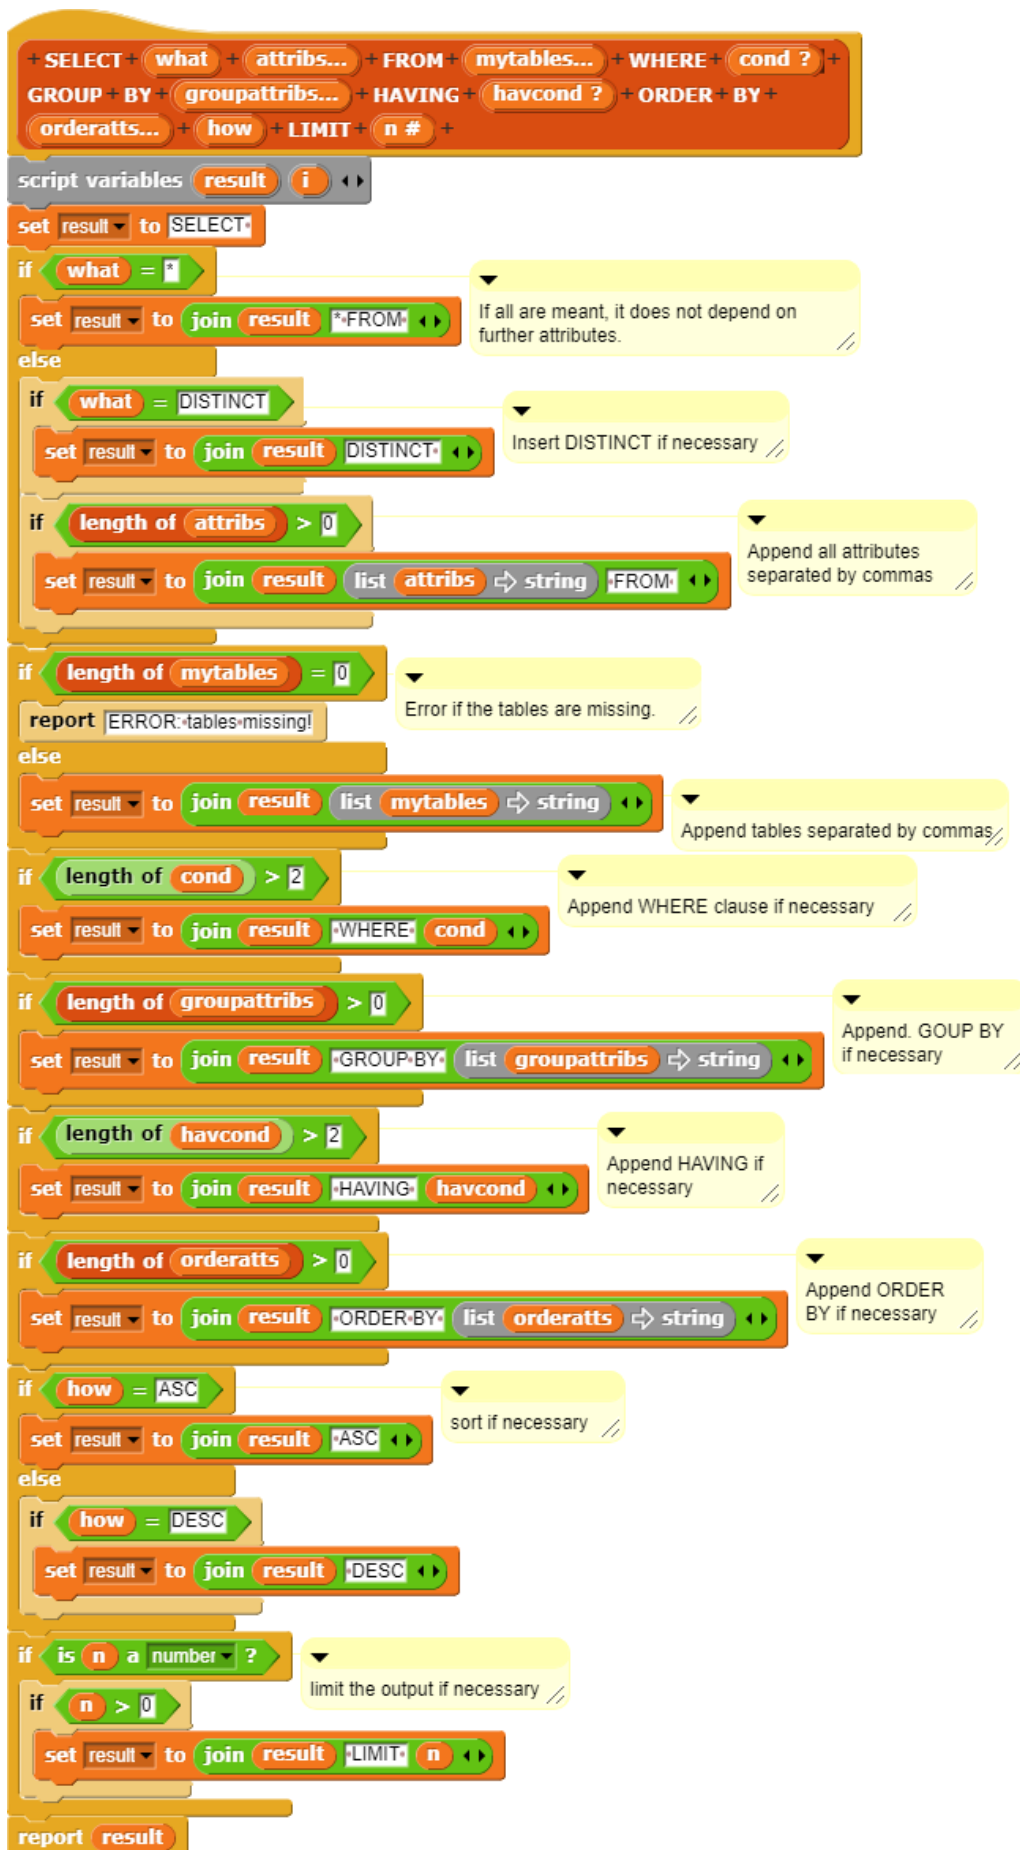 + SELECT + what + attribs... + FROM + mytables... + WHERE + cond ? +
GROUP + BY + groupattribs... + HAVING + havcond ? + ORDER + BY +
orderatts... + how + LIMIT + n # +
script variables result i
set result to SELECT
if what = *
If all are meant, it does not depend on
further attributes.
set result to join result * FROM
else
if what = DISTINCT
Insert DISTINCT if necessary
set result to join result DISTINCT
if length of attribs > 0
Append all attributes
separated by commas
set result to join result list attribs ⇨ string FROM
if length of mytables = 0
Error if the tables are missing.
report ERROR: tables missing!
else
set result to join result list mytables ⇨ string
Append tables separated by commas
if length of cond > 2
Append WHERE clause if necessary
set result to join result WHERE cond
if length of groupattribs > 0
Append. GOUP BY
if necessary
set result to join result GROUP BY list groupattribs ⇨ string
if length of havcond > 2
Append HAVING if
necessary
set result to join result HAVING havcond
if length of orderatts > 0
Append ORDER
BY if necessary
set result to join result ORDER BY list orderatts ⇨ string
if how = ASC
sort if necessary
set result to join result ASC
else
if how = DESC
set result to join result DESC
if is n a number ?
limit the output if necessary
if n > 0
set result to join result LIMIT n
report result